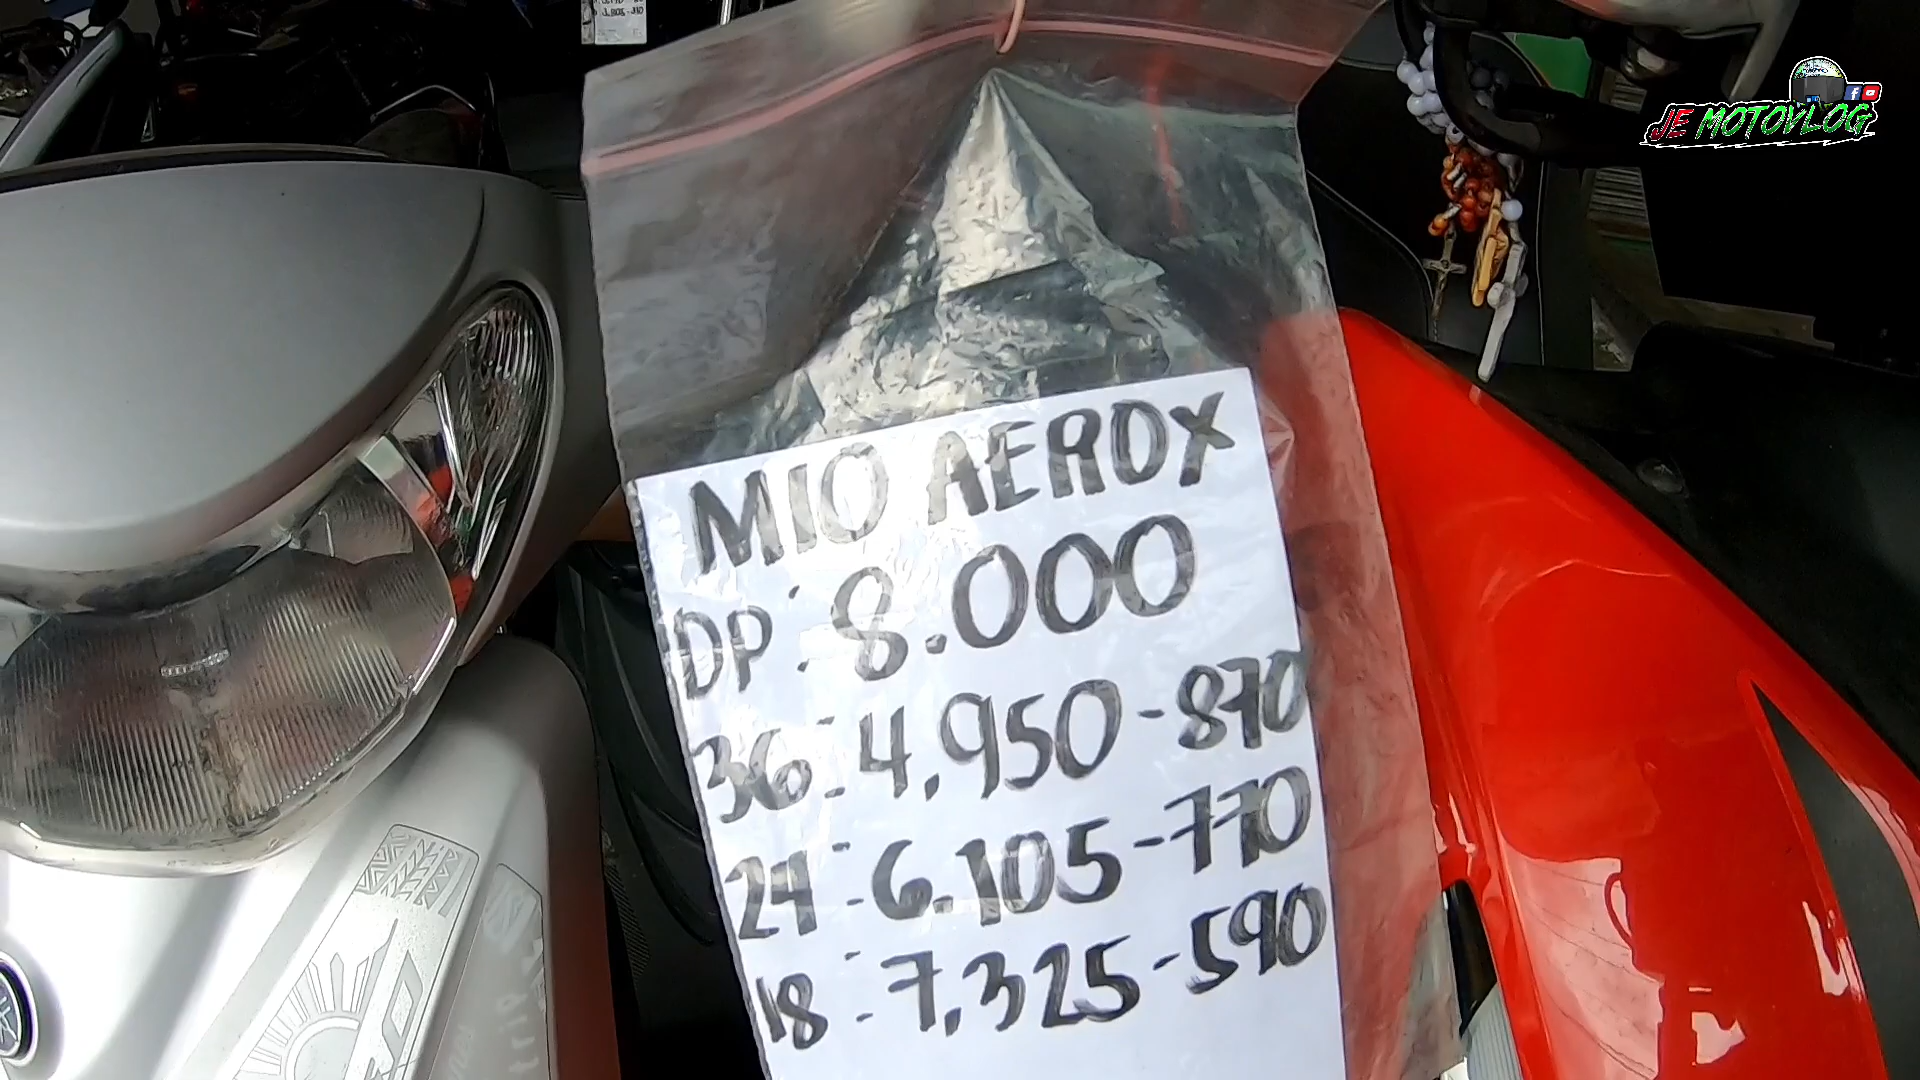 JE MOTOVLOG
MIO AEROX
DP : 8.000
36 - 4.950 - 870
24 - 6.105 - 770
18 - 7.325 - 590